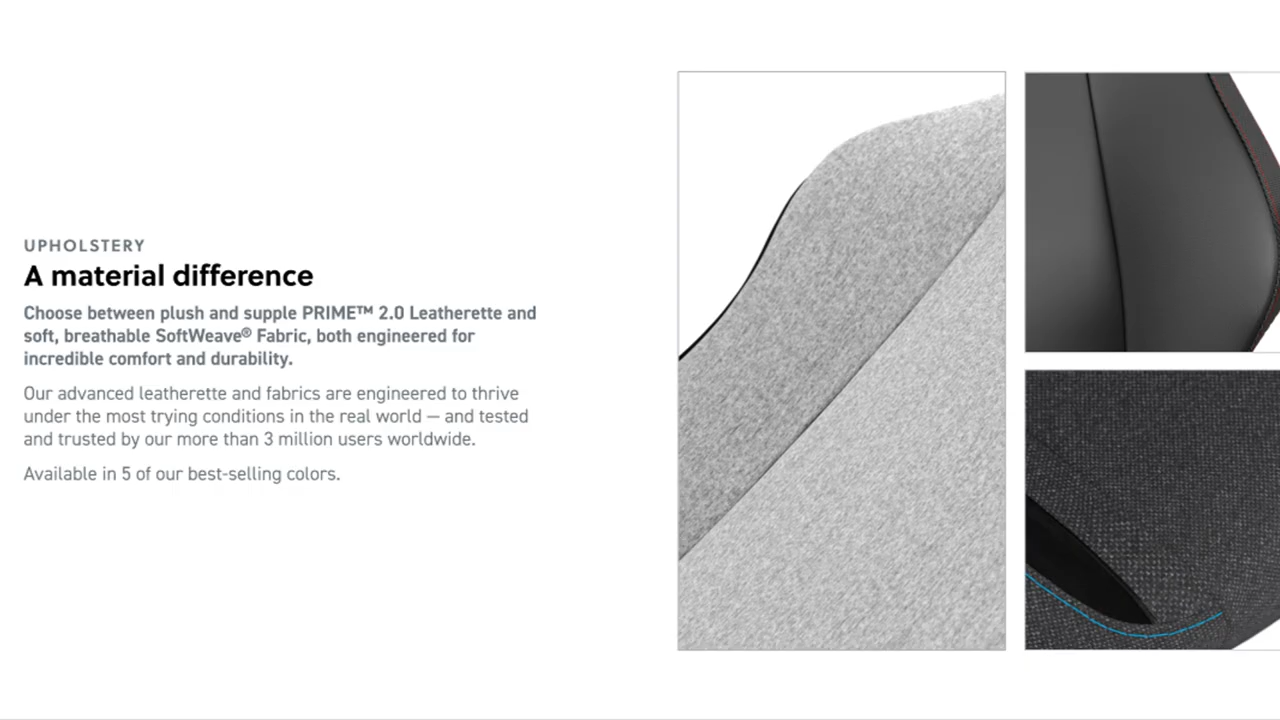 UPHOLSTERY
A material difference
Choose between plush and supple PRIME™ 2.0 Leatherette and
soft, breathable SoftWeave® Fabric, both engineered for
incredible comfort and durability.
Our advanced leatherette and fabrics are engineered to thrive
under the most trying conditions in the real world — and tested
and trusted by our more than 3 million users worldwide.
Available in 5 of our best-selling colors.